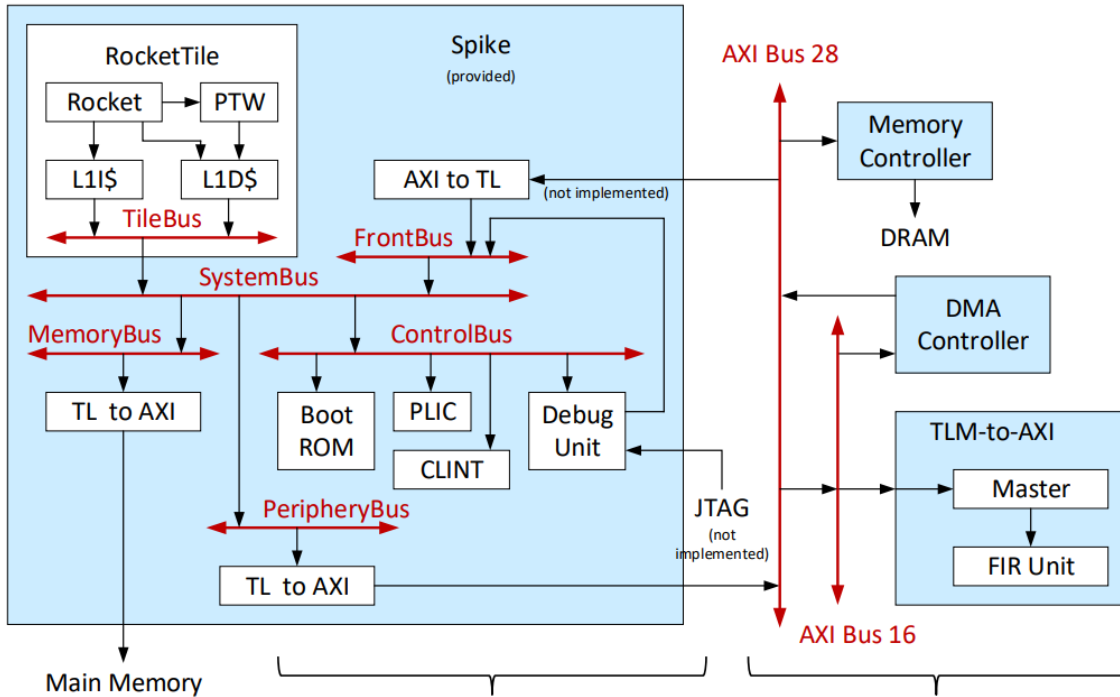 RocketTile
Rocket
PTW
L1I$
L1D$
TileBus
Spike
(provided)
AXI to TL
(not implemented)
FrontBus
SystemBus
MemoryBus
ControlBus
TL to AXI
Boot
ROM
PLIC
CLINT
Debug
Unit
PeripheryBus
TL to AXI
JTAG
(not
implemented)
Main Memory
AXI Bus 28
Memory
Controller
DRAM
DMA
Controller
TLM-to-AXI
Master
FIR Unit
AXI Bus 16